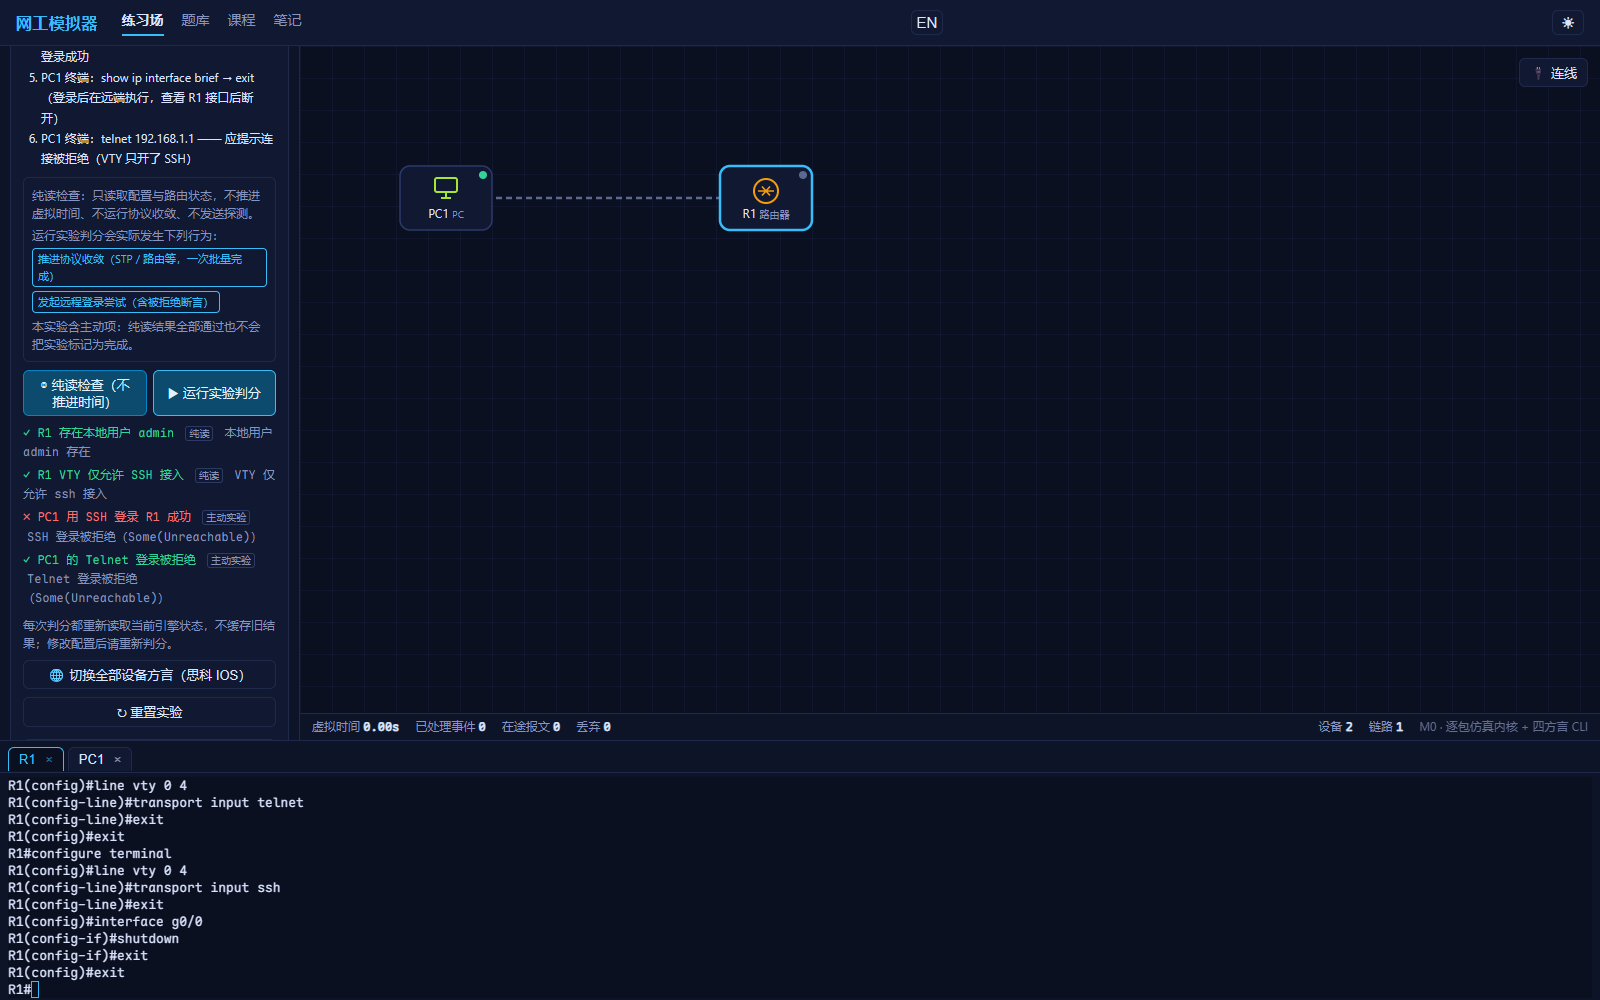 网工模拟器 练习场 题库 课程 笔记 EN
登录成功
5. PC1 终端：show ip interface brief → exit
（登录后在远端执行，查看 R1 接口后断
开）
6. PC1 终端：telnet 192.168.1.1 —— 应提示连
接被拒绝（VTY 只开了 SSH）
纯读检查：只读取配置与路由状态，不推进
虚拟时间、不运行协议收敛、不发送探测。
运行实验判分会实际发生下列行为：
推进协议收敛（STP / 路由等，一次批量完
成）
发起远程登录尝试（含被拒绝断言）
本实验含主动项：纯读结果全部通过也不会
把实验标记为完成。
纯读检查（不
推进时间）
▶ 运行实验判分
✓ R1 存在本地用户 admin 纯读 本地用户
admin 存在
✓ R1 VTY 仅允许 SSH 接入 纯读 VTY 仅
允许 ssh 接入
✕ PC1 用 SSH 登录 R1 成功 主动实验
SSH 登录被拒绝（Some(Unreachable)）
✓ PC1 的 Telnet 登录被拒绝 主动实验
Telnet 登录被拒绝
（Some(Unreachable)）
每次判分都重新读取当前引擎状态，不缓存旧结
果；修改配置后请重新判分。
切换全部设备方言（思科 IOS）
↻ 重置实验
连线
PC1 PC
R1 路由器
虚拟时间 0.00s 已处理事件 0 在途报文 0 丢弃 0 设备 2 链路 1 M0 · 逐包仿真内核 + 四方言 CLI
R1 × PC1 ×
R1(config)#line vty 0 4
R1(config-line)#transport input telnet
R1(config-line)#exit
R1(config)#exit
R1#configure terminal
R1(config)#line vty 0 4
R1(config-line)#transport input ssh
R1(config-line)#exit
R1(config)#interface g0/0
R1(config-if)#shutdown
R1(config-if)#exit
R1(config)#exit
R1#